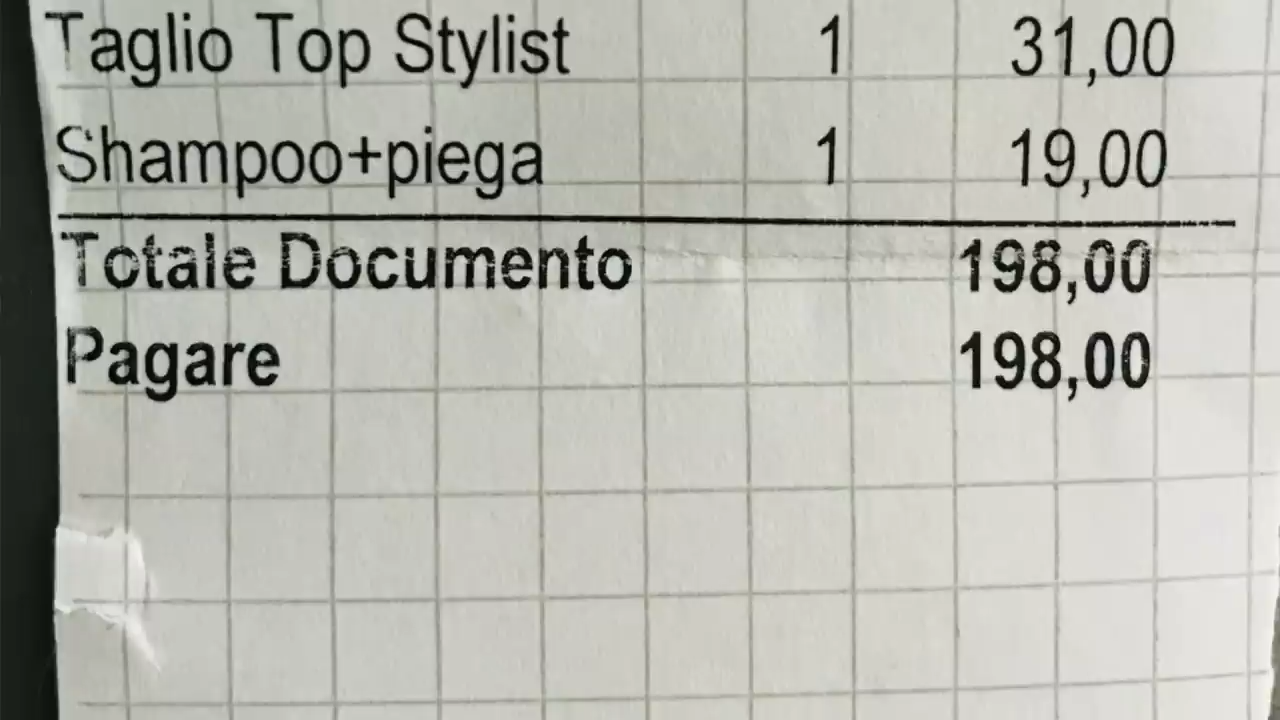 Taglio Top Stylist 1 31,00
Shampoo+piega 1 19,00
Totale Documento 198,00
Pagare 198,00